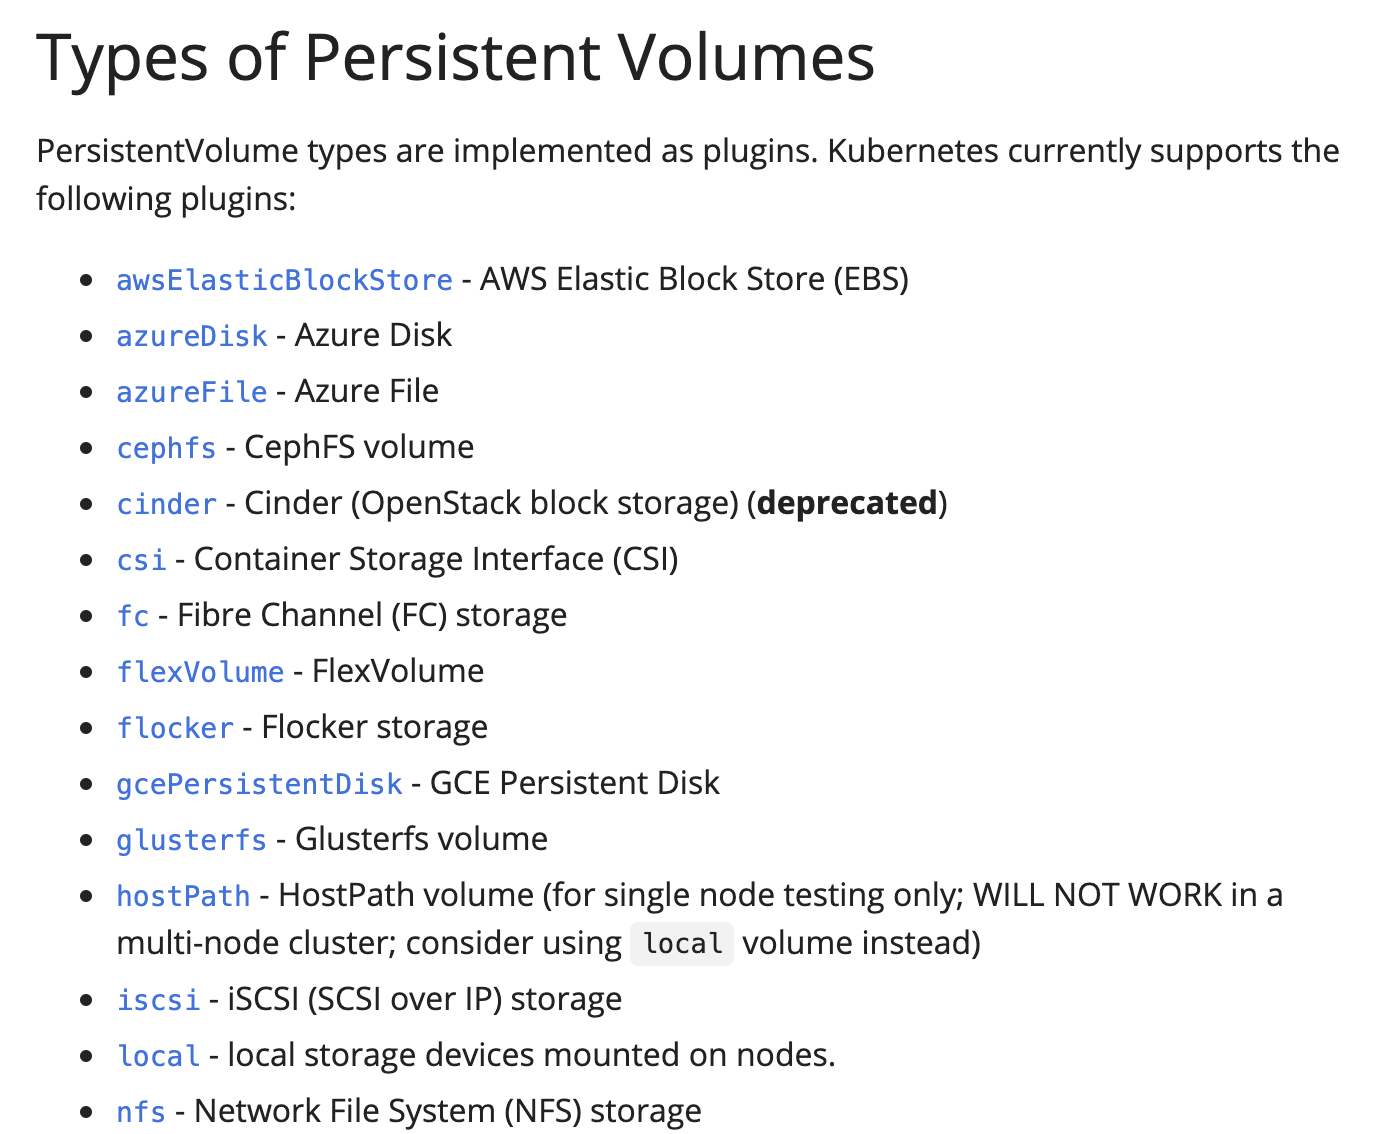 Types of Persistent Volumes
PersistentVolume types are implemented as plugins. Kubernetes currently supports the
following plugins:
• awsElasticBlockStore - AWS Elastic Block Store (EBS)
• azureDisk - Azure Disk
• azureFile - Azure File
• cephfs - CephFS volume
• cinder - Cinder (OpenStack block storage) (deprecated)
• csi - Container Storage Interface (CSI)
• fc - Fibre Channel (FC) storage
• flexVolume - FlexVolume
• flocker - Flocker storage
• gcePersistentDisk - GCE Persistent Disk
• glusterfs - Glusterfs volume
• hostPath - HostPath volume (for single node testing only; WILL NOT WORK in a
multi-node cluster; consider using local volume instead)
• iscsi - iSCSI (SCSI over IP) storage
• local - local storage devices mounted on nodes.
• nfs - Network File System (NFS) storage